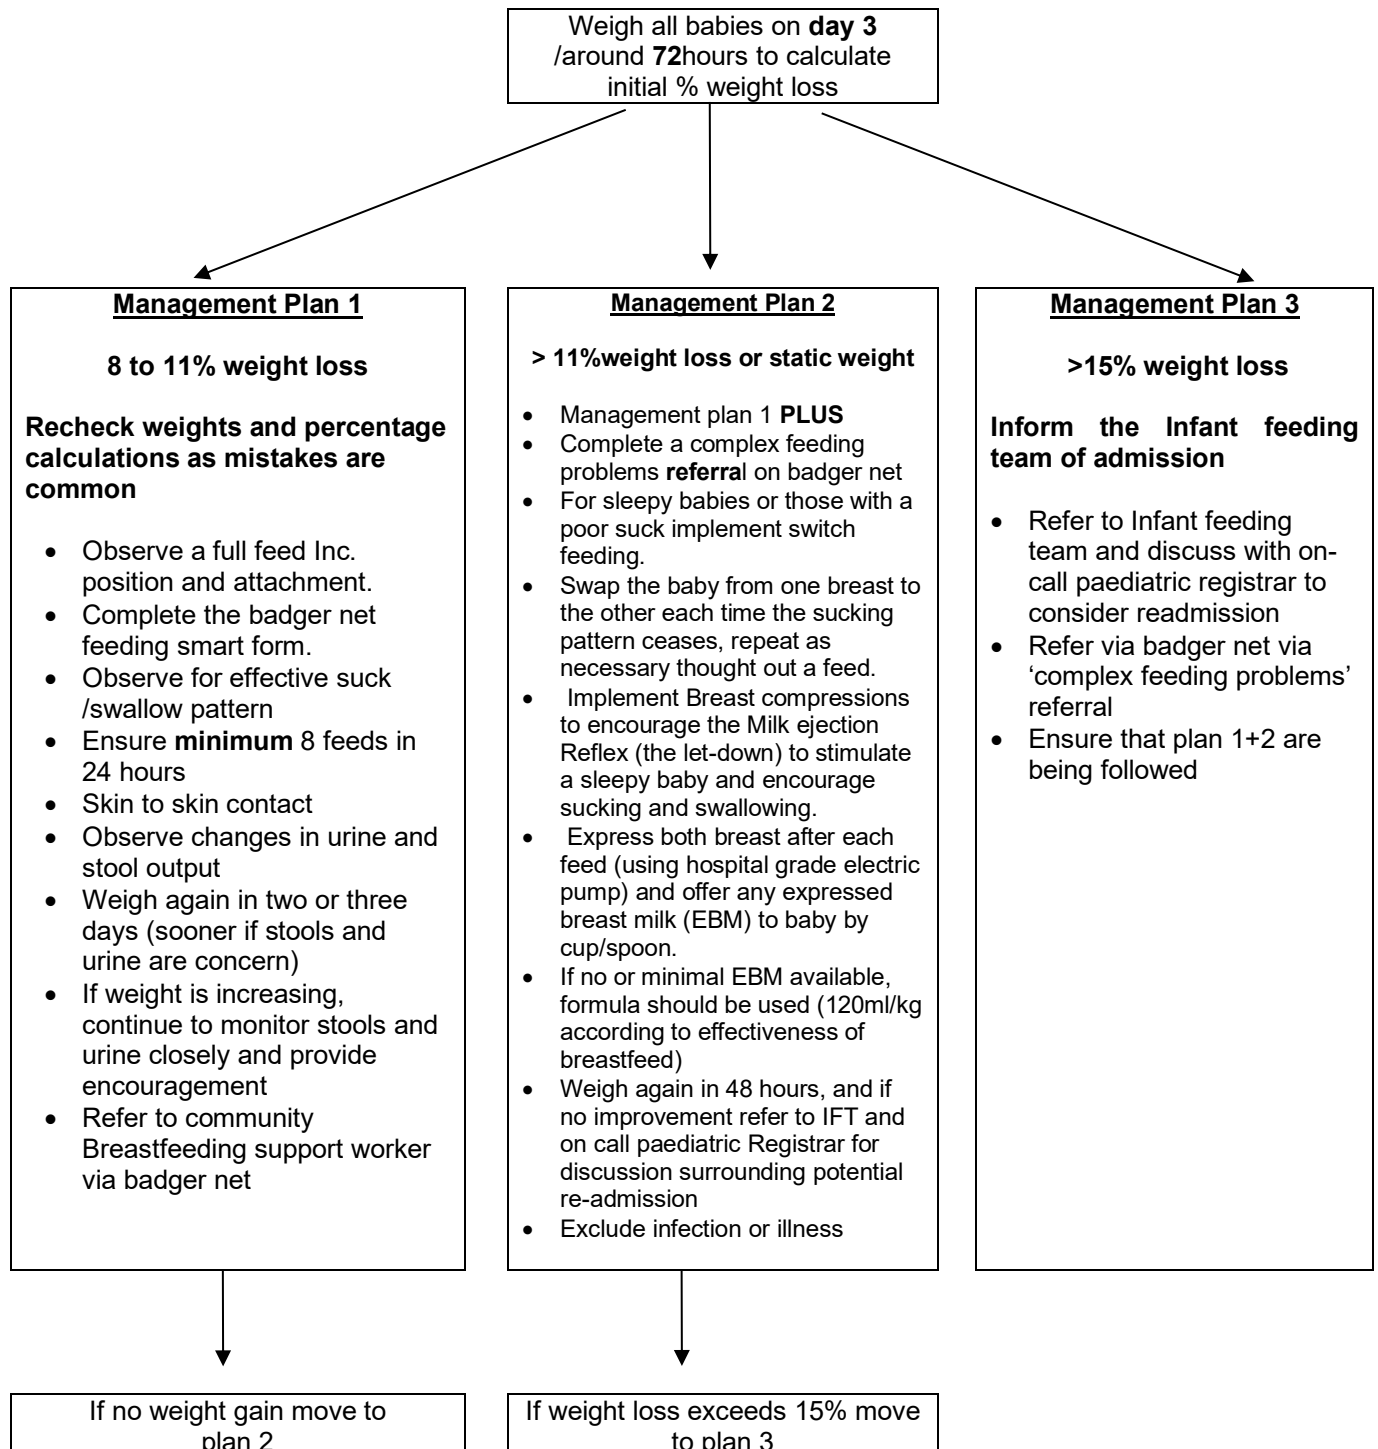 Weigh all babies on day 3
/around 72hours to calculate
initial % weight loss
Management Plan 1
8 to 11% weight loss
Recheck weights and percentage
calculations as mistakes are
common
• Observe a full feed Inc.
position and attachment.
• Complete the badger net
feeding smart form.
• Observe for effective suck
/swallow pattern
• Ensure minimum 8 feeds in
24 hours
• Skin to skin contact
• Observe changes in urine and
stool output
• Weigh again in two or three
days (sooner if stools and
urine are concern)
• If weight is increasing,
continue to monitor stools and
urine closely and provide
encouragement
• Refer to community
Breastfeeding support worker
via badger net
Management Plan 2
> 11%weight loss or static weight
• Management plan 1 PLUS
• Complete a complex feeding
problems referral on badger net
• For sleepy babies or those with a
poor suck implement switch
feeding.
• Swap the baby from one breast to
the other each time the sucking
pattern ceases, repeat as
necessary thought out a feed.
• Implement Breast compressions
to encourage the Milk ejection
Reflex (the let-down) to stimulate
a sleepy baby and encourage
sucking and swallowing.
• Express both breast after each
feed (using hospital grade electric
pump) and offer any expressed
breast milk (EBM) to baby by
cup/spoon.
• If no or minimal EBM available,
formula should be used (120ml/kg
according to effectiveness of
breastfeed)
• Weigh again in 48 hours, and if
no improvement refer to IFT and
on call paediatric Registrar for
discussion surrounding potential
re-admission
• Exclude infection or illness
Management Plan 3
>15% weight loss
Inform the Infant feeding
team of admission
• Refer to Infant feeding
team and discuss with on-
call paediatric registrar to
consider readmission
• Refer via badger net via
‘complex feeding problems’
referral
• Ensure that plan 1+2 are
being followed
If no weight gain move to
plan 2
If weight loss exceeds 15% move
to plan 3